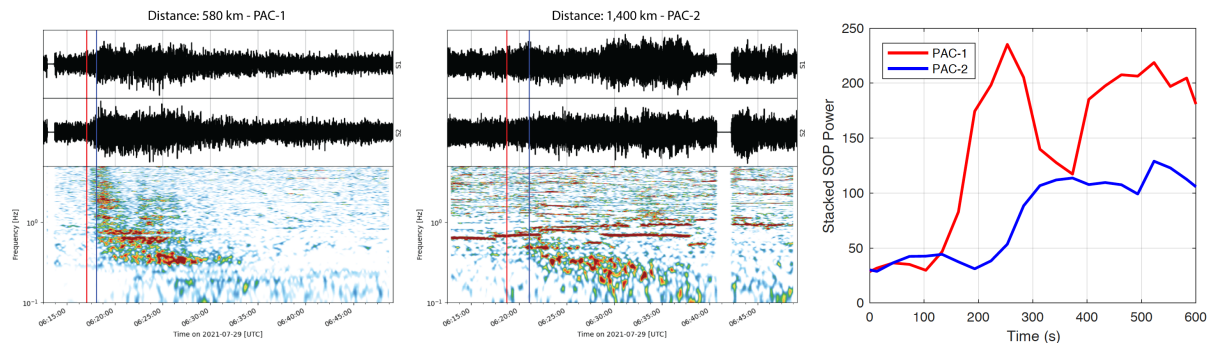 Distance: 580 km - PAC-1
S1
S2
Frequency [Hz]
10⁰
10⁻¹
06:15:00
06:20:00
06:25:00
06:30:00
06:35:00
06:40:00
06:45:00
Time on 2021-07-29 [UTC]
Distance: 1,400 km - PAC-2
S1
S2
Frequency [Hz]
10⁰
10⁻¹
06:15:00
06:20:00
06:25:00
06:30:00
06:35:00
06:40:00
06:45:00
Time on 2021-07-29 [UTC]
PAC-1
PAC-2
Stacked SOP Power
250
200
150
100
50
0
0 100 200 300 400 500 600
Time (s)